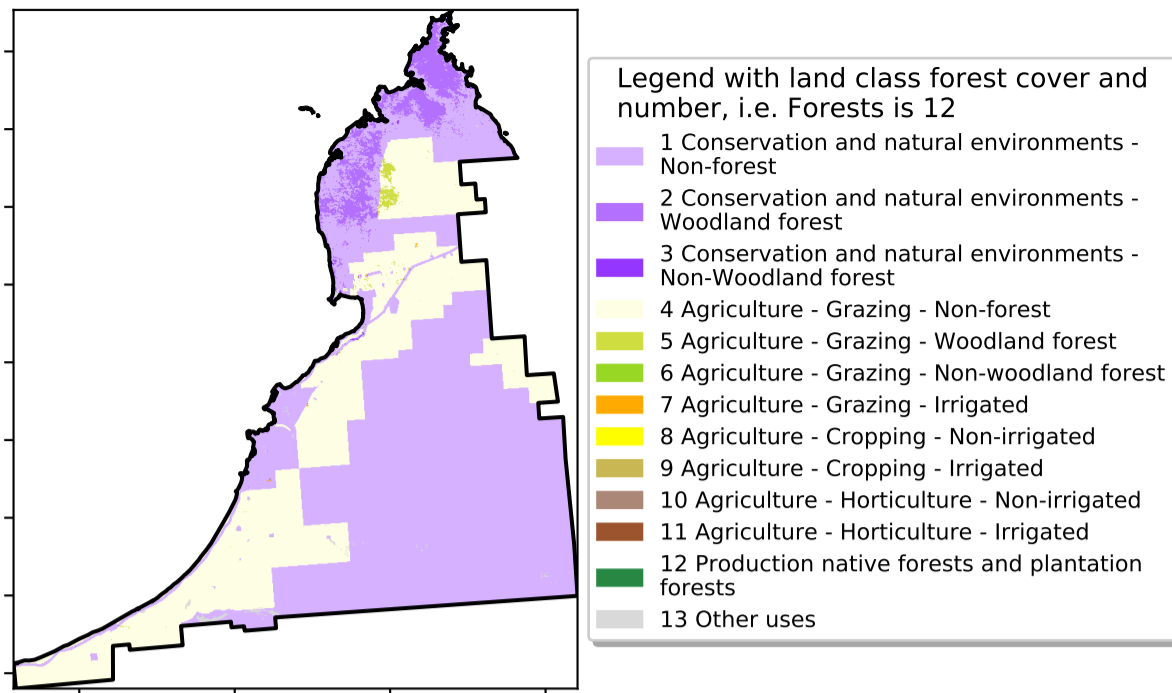 Legend with land class forest cover and
number, i.e. Forests is 12
1 Conservation and natural environments -
Non-forest
2 Conservation and natural environments -
Woodland forest
3 Conservation and natural environments -
Non-Woodland forest
4 Agriculture - Grazing - Non-forest
5 Agriculture - Grazing - Woodland forest
6 Agriculture - Grazing - Non-woodland forest
7 Agriculture - Grazing - Irrigated
8 Agriculture - Cropping - Non-irrigated
9 Agriculture - Cropping - Irrigated
10 Agriculture - Horticulture - Non-irrigated
11 Agriculture - Horticulture - Irrigated
12 Production native forests and plantation
forests
13 Other uses